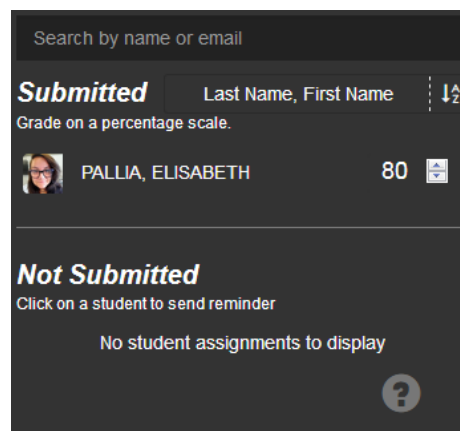 Search by name or email
Submitted Last Name, First Name
Grade on a percentage scale.
PALLIA, ELISABETH 80
Not Submitted
Click on a student to send reminder
No student assignments to display
?